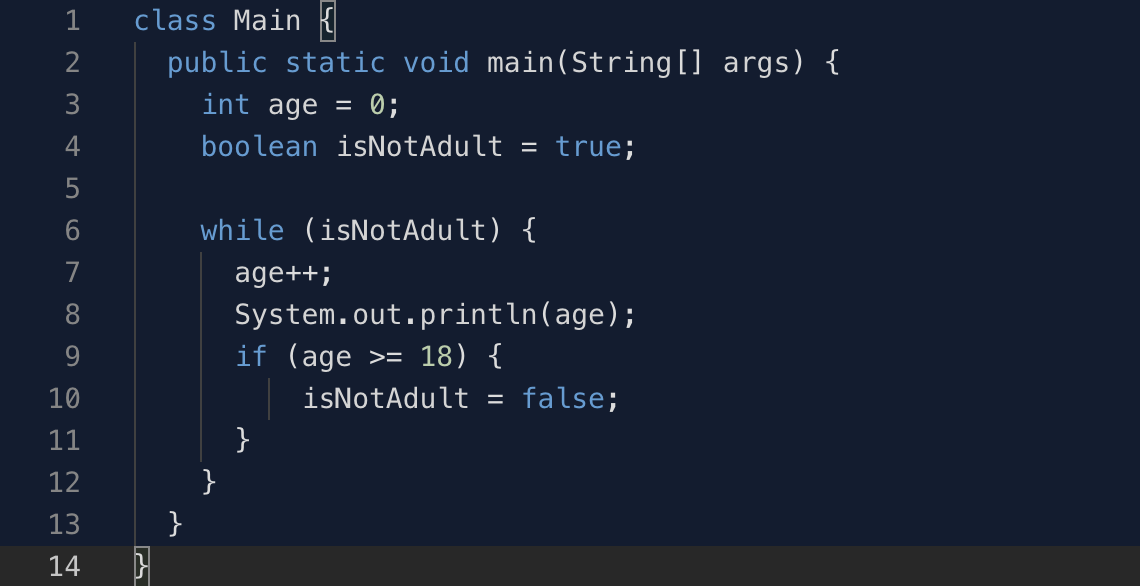 1 class Main {
2 public static void main(String[] args) {
3 int age = 0;
4 boolean isNotAdult = true;
5
6 while (isNotAdult) {
7 age++;
8 System.out.println(age);
9 if (age >= 18) {
10 isNotAdult = false;
11 }
12 }
13 }
14 }